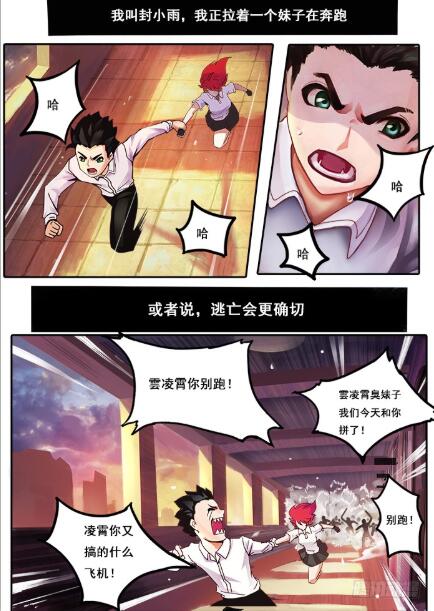 我叫封小雨，我正拉着一个妹子在奔跑
哈
哈
哈
哈
或者说，逃亡会更确切
雲凌霄你别跑！
雲凌霄臭婊子
我们今天和你
拼了！
别跑！
凌霄你又
搞的什么
飞机！